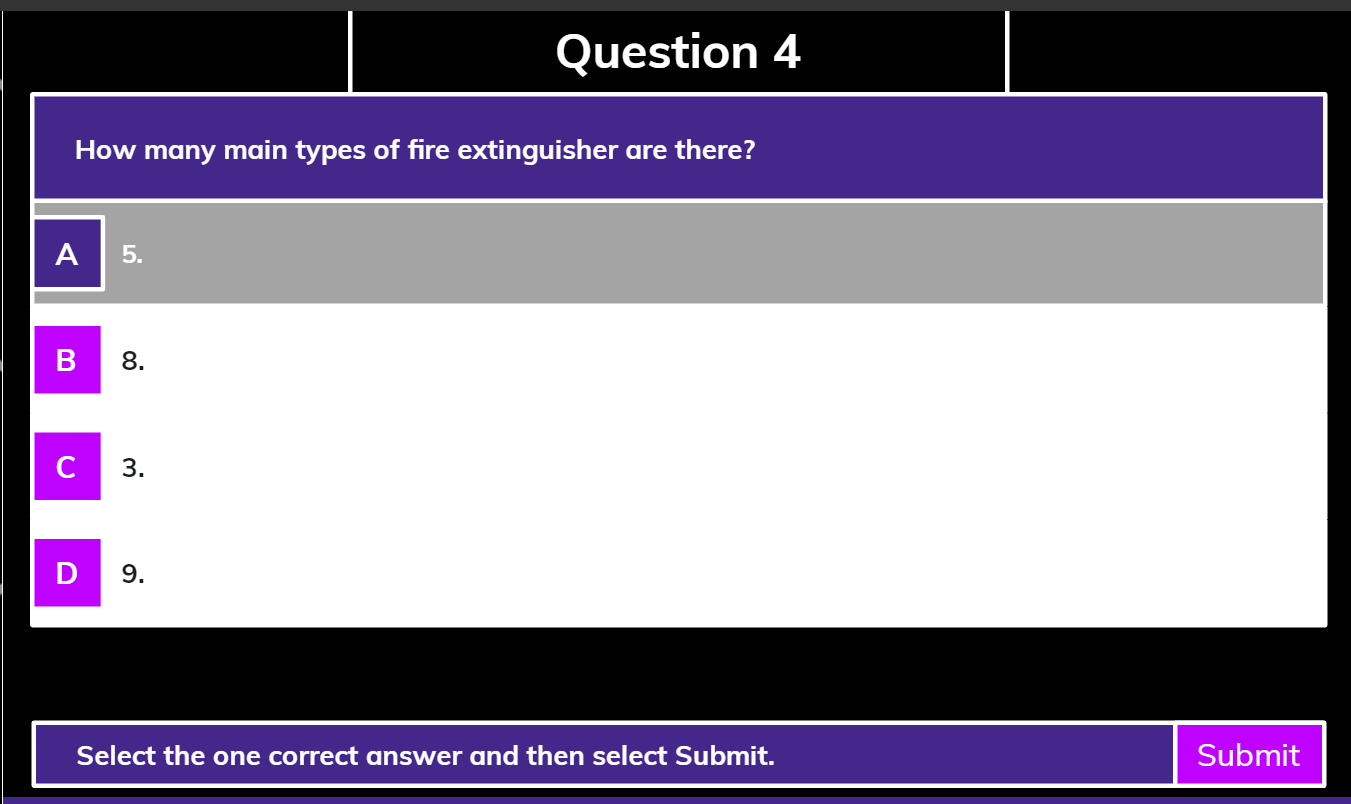 Question 4
How many main types of fire extinguisher are there?
A 5.
B 8.
C 3.
D 9.
Select the one correct answer and then select Submit.
Submit